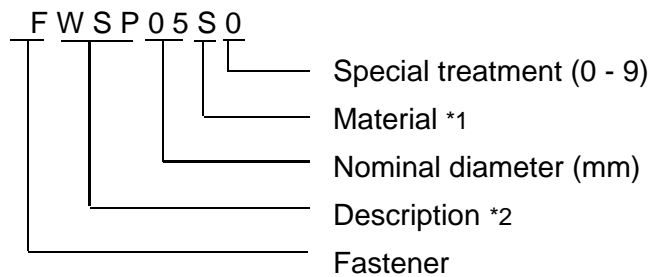 F W S P 0 5 S 0
Special treatment (0 - 9)
Material *1
Nominal diameter (mm)
Description *2
Fastener